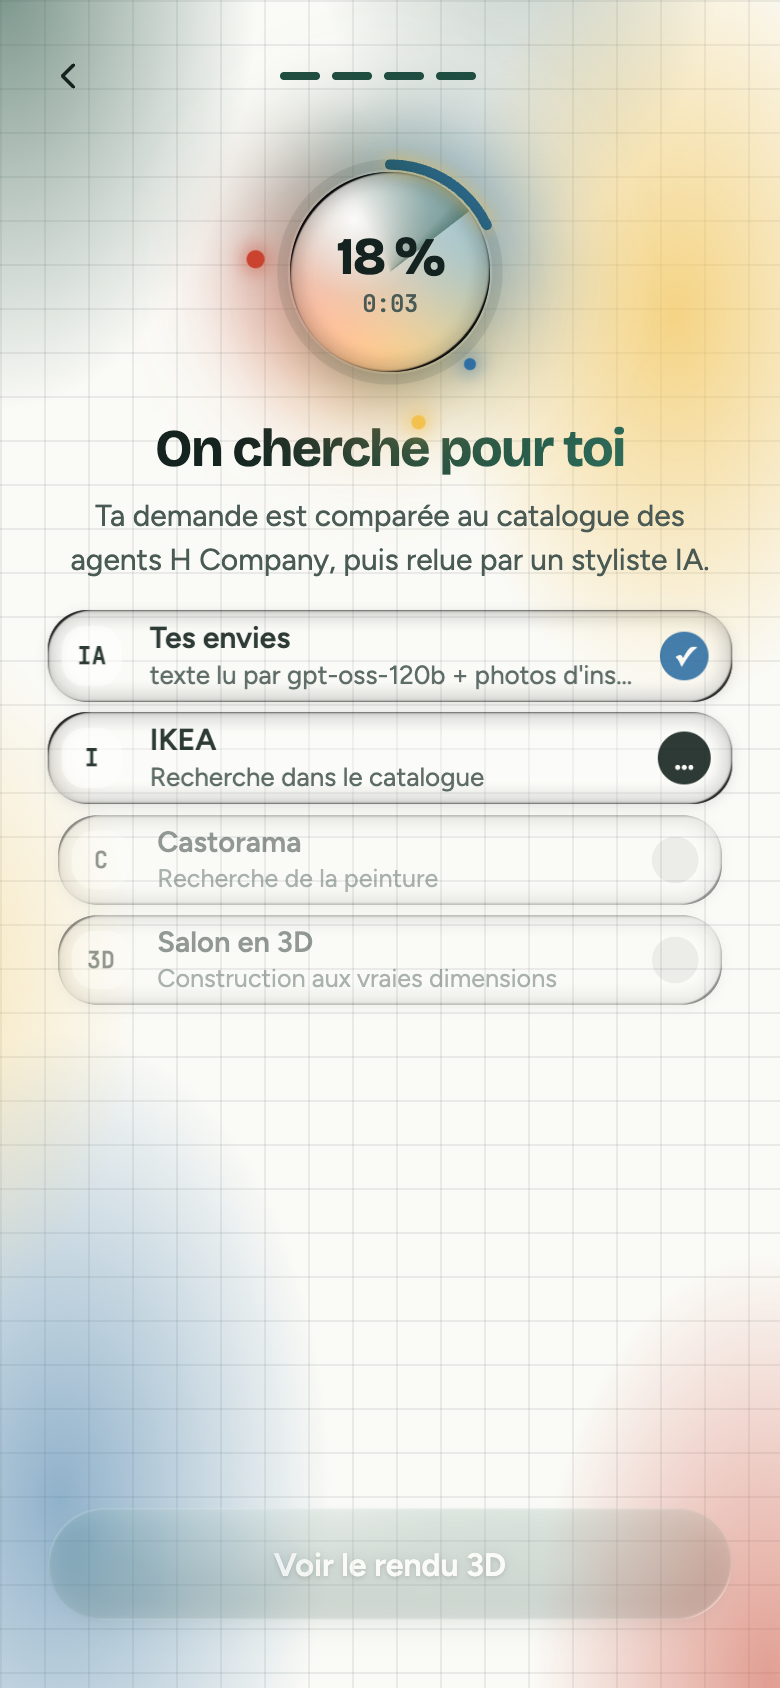 18 %
0:03
On cherche pour toi
Ta demande est comparée au catalogue des
agents H Company, puis relue par un styliste IA.
IA
Tes envies
texte lu par gpt-oss-120b + photos d'ins...
I
IKEA
Recherche dans le catalogue
...
C
Castorama
Recherche de la peinture
3D
Salon en 3D
Construction aux vraies dimensions
Voir le rendu 3D